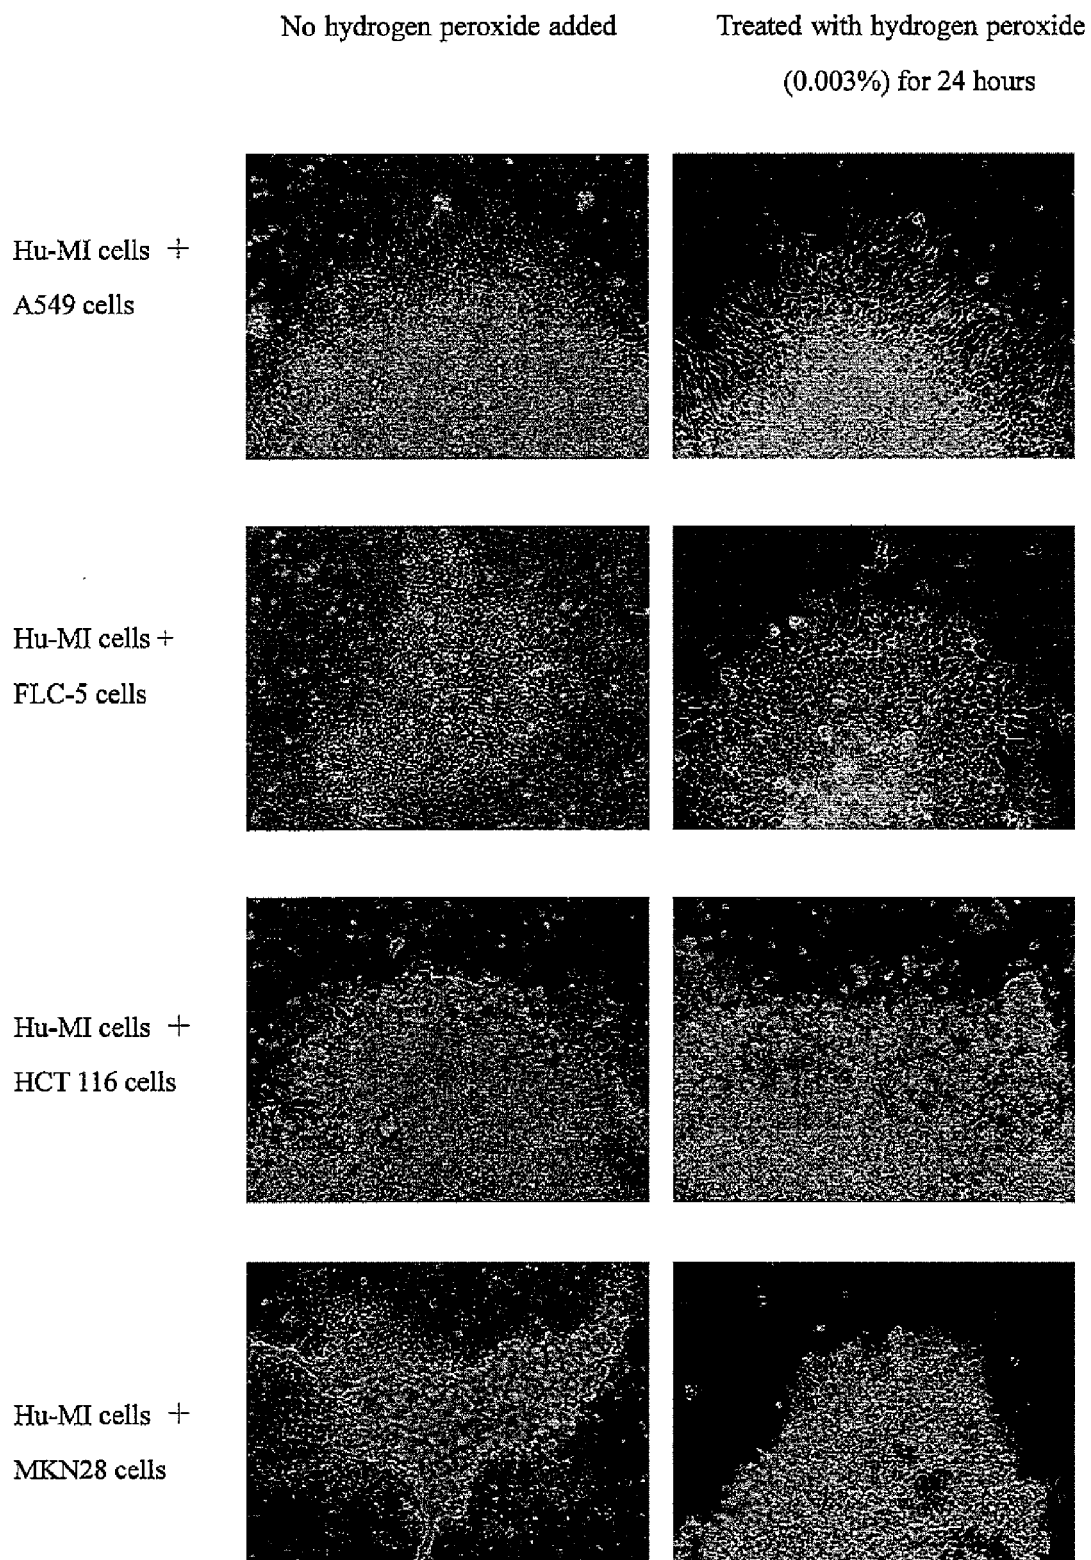 No hydrogen peroxide added
Treated with hydrogen peroxide
(0.003%) for 24 hours
Hu-MI cells +
A549 cells
Hu-MI cells +
FLC-5 cells
Hu-MI cells +
HCT 116 cells
Hu-MI cells +
MKN28 cells